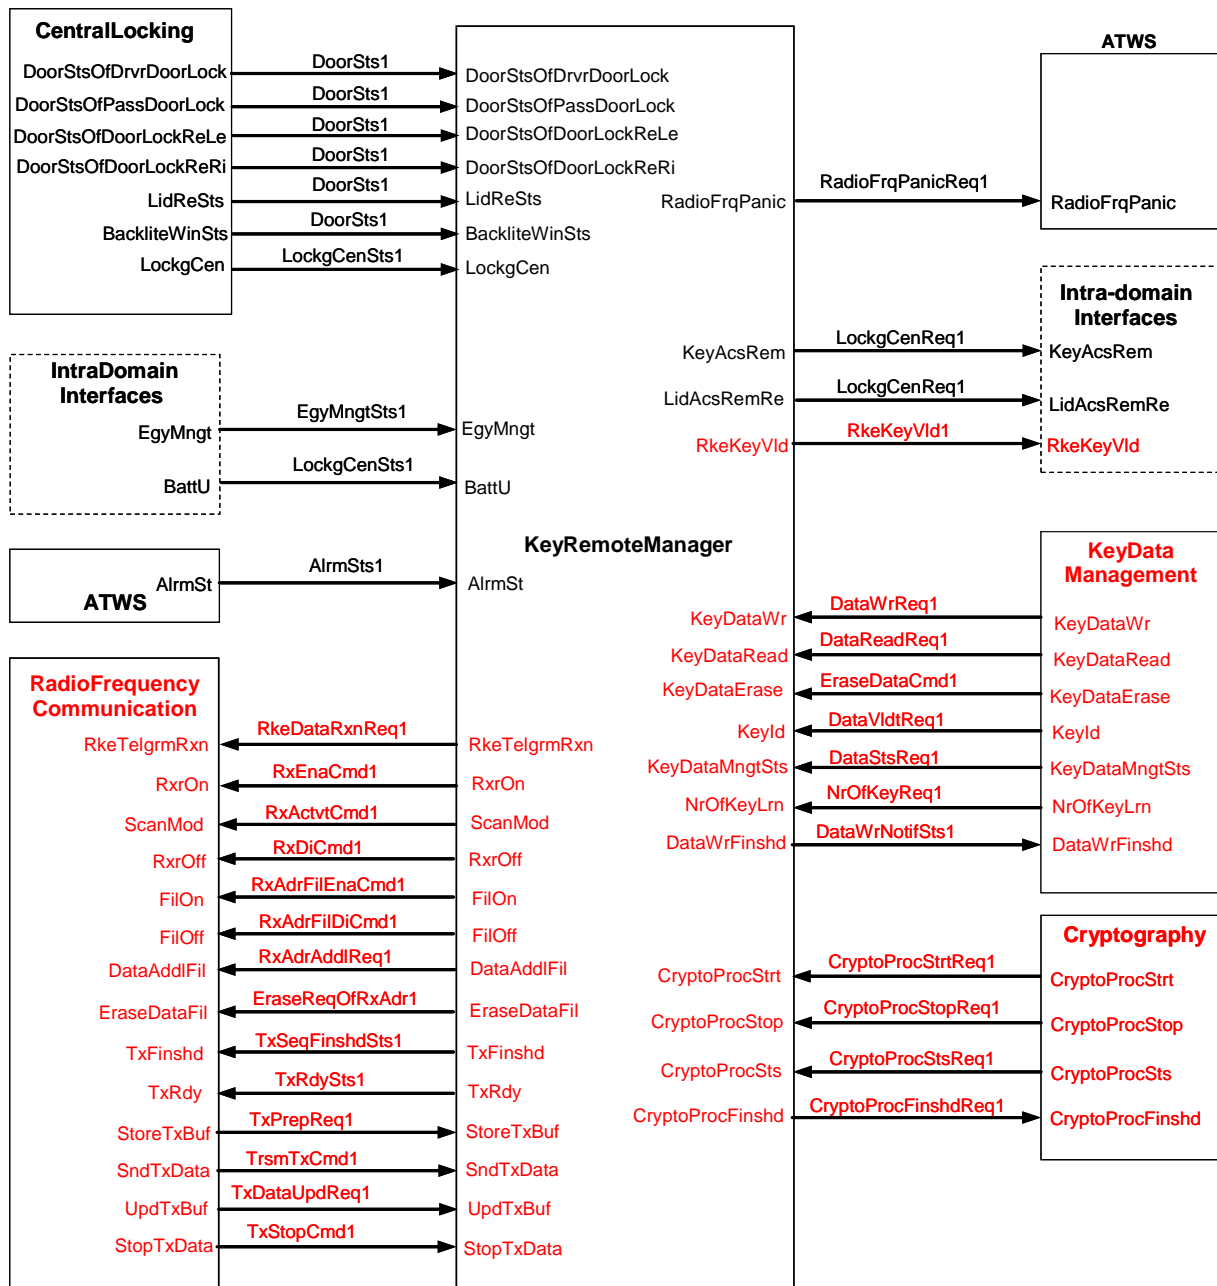 CentralLocking
DoorStsOfDrvrDoorLock
DoorSts1
DoorStsOfDrvrDoorLock
DoorStsOfPassDoorLock
DoorSts1
DoorStsOfPassDoorLock
DoorStsOfDoorLockReLe
DoorSts1
DoorStsOfDoorLockReLe
DoorStsOfDoorLockReRi
DoorSts1
DoorStsOfDoorLockReRi
LidReSts
DoorSts1
LidReSts
BackliteWinSts
DoorSts1
BackliteWinSts
LockgCen
LockgCenSts1
LockgCen
ATWS
RadioFrqPanic
RadioFrqPanicReq1
RadioFrqPanic
Intra-domain
Interfaces
KeyAcsRem
LockgCenReq1
KeyAcsRem
LidAcsRemRe
LockgCenReq1
LidAcsRemRe
RkeKeyVld
RkeKeyVld1
RkeKeyVld
IntraDomain
Interfaces
EgyMngt
EgyMngtSts1
EgyMngt
BattU
LockgCenSts1
BattU
KeyRemoteManager
AlrmSt
AlrmSts1
AlrmSt
ATWS
KeyData
Management
KeyDataWr
DataWrReq1
KeyDataWr
KeyDataRead
DataReadReq1
KeyDataRead
KeyDataErase
EraseDataCmd1
KeyDataErase
KeyId
DataVldtReq1
KeyId
KeyDataMngtSts
DataStsReq1
KeyDataMngtSts
NrOfKeyLrn
NrOfKeyReq1
NrOfKeyLrn
DataWrFinshd
DataWrNotifSts1
DataWrFinshd
RadioFrequency
Communication
RkeTelgrmRxn
RkeDataRxnReq1
RkeTelgrmRxn
RxrOn
RxEnaCmd1
RxrOn
ScanMod
RxActvtCmd1
ScanMod
RxrOff
RxDiCmd1
RxrOff
FilOn
RxAdrFilEnaCmd1
FilOn
FilOff
RxAdrFilDiCmd1
FilOff
DataAddlFil
RxAdrAddlReq1
DataAddlFil
EraseDataFil
EraseReqOfRxAdr1
EraseDataFil
TxFinshd
TxSeqFinshdSts1
TxFinshd
TxRdy
TxRdySts1
TxRdy
StoreTxBuf
TxPrepReq1
StoreTxBuf
SndTxData
TrsmTxCmd1
SndTxData
UpdTxBuf
TxDataUpdReq1
UpdTxBuf
StopTxData
TxStopCmd1
StopTxData
Cryptography
CryptoProcStrt
CryptoProcStrtReq1
CryptoProcStrt
CryptoProcStop
CryptoProcStopReq1
CryptoProcStop
CryptoProcSts
CryptoProcStsReq1
CryptoProcSts
CryptoProcFinshd
CryptoProcFinshdReq1
CryptoProcFinshd